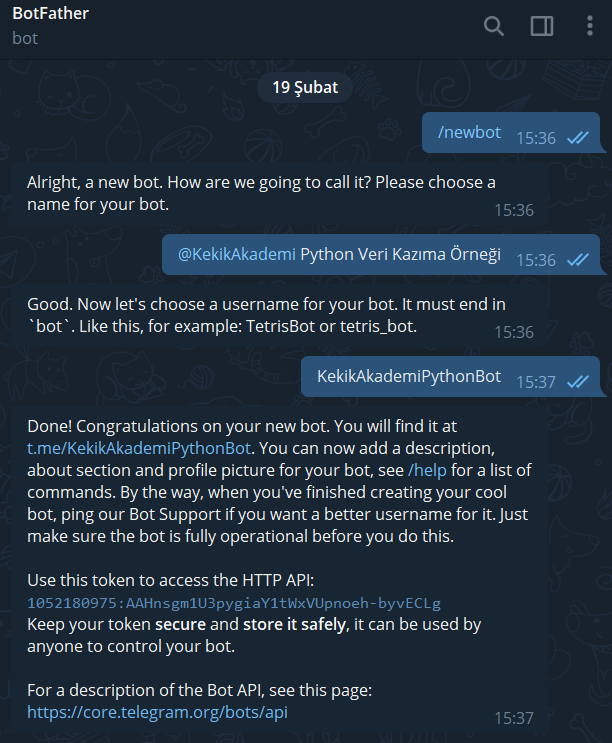 BotFather
bot
19 Şubat
/newbot 15:36
Alright, a new bot. How are we going to call it? Please choose a
name for your bot.
15:36
@KekikAkademi Python Veri Kazıma Örneği 15:36
Good. Now let's choose a username for your bot. It must end in
`bot`. Like this, for example: TetrisBot or tetris_bot.
15:36
KekikAkademiPythonBot 15:37
Done! Congratulations on your new bot. You will find it at
t.me/KekikAkademiPythonBot. You can now add a description,
about section and profile picture for your bot, see /help for a list of
commands. By the way, when you've finished creating your cool
bot, ping our Bot Support if you want a better username for it. Just
make sure the bot is fully operational before you do this.
Use this token to access the HTTP API:
1052180975:AAHnsgm1U3pygiaY1tWxVUpnoeh-byvECLg
Keep your token secure and store it safely, it can be used by
anyone to control your bot.
For a description of the Bot API, see this page:
https://core.telegram.org/bots/api
15:37